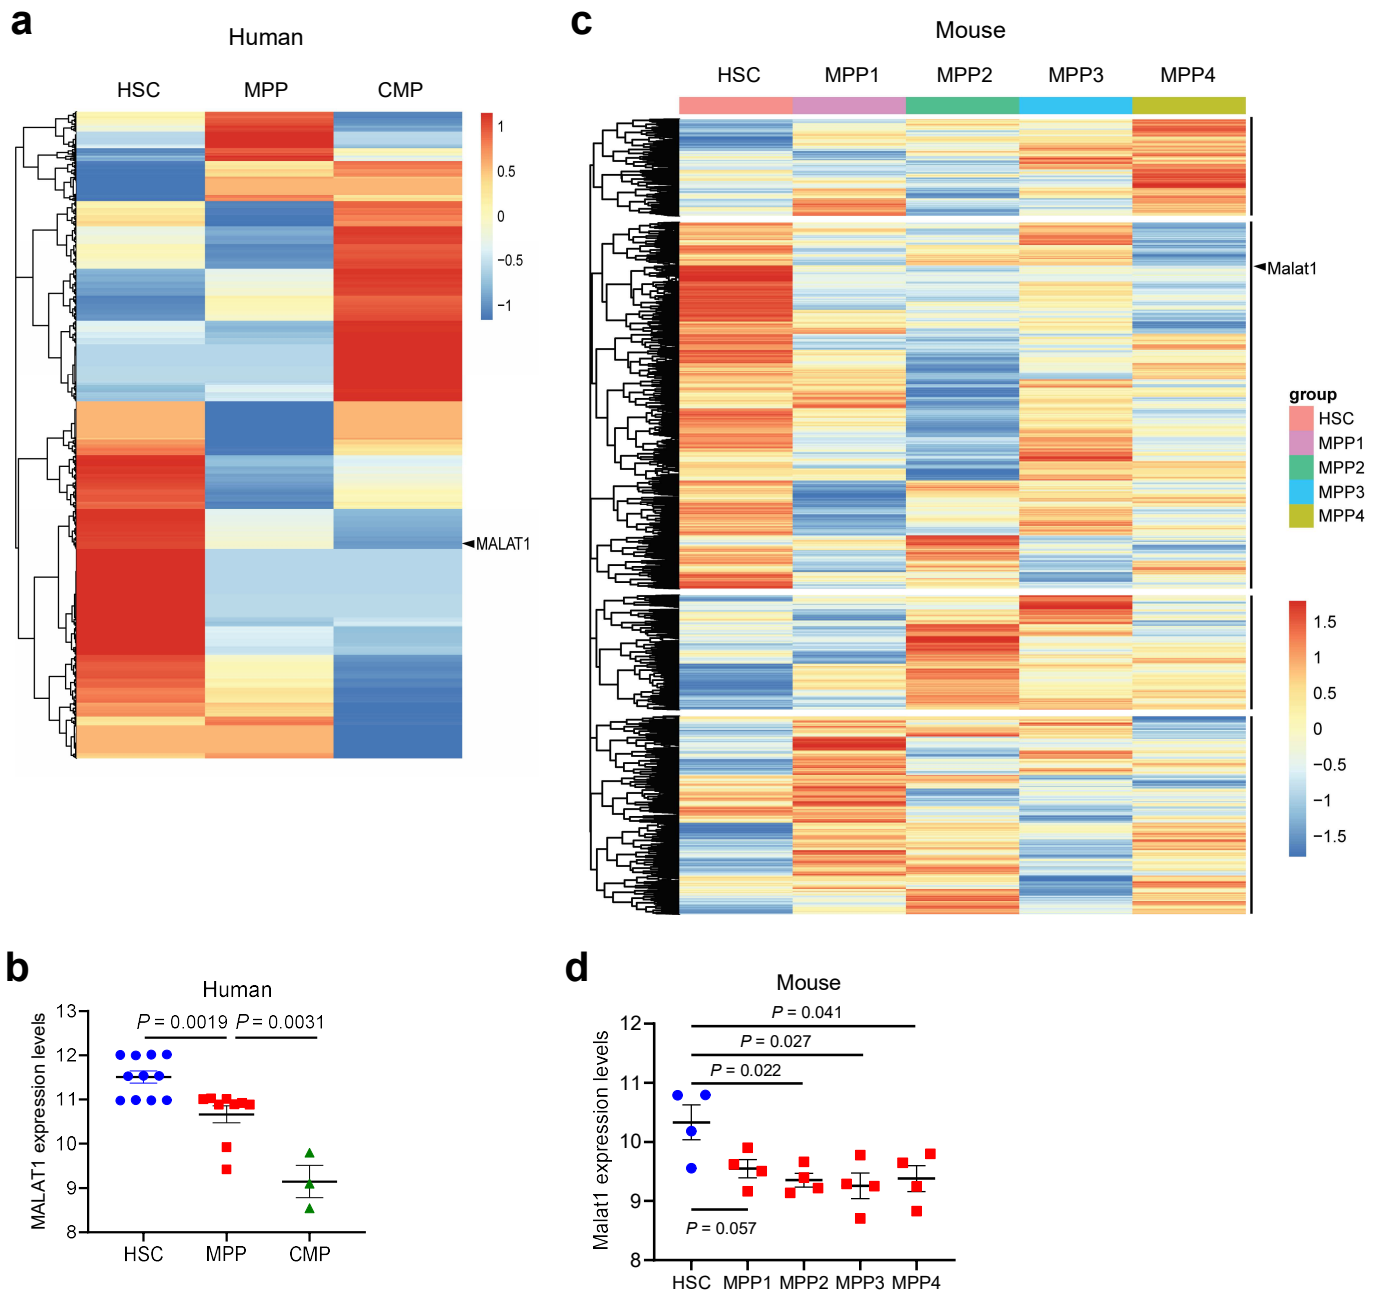 a
Human
HSC MPP CMP
1
0.5
0
−0.5
−1
MALAT1
c
Mouse
HSC MPP1 MPP2 MPP3 MPP4
Malat1
group
HSC
MPP1
MPP2
MPP3
MPP4
1.5
1
0.5
0
−0.5
−1
−1.5
b
Human
MALAT1 expression levels
13
12
11
10
9
8
P = 0.0019 P = 0.0031
HSC MPP CMP
d
Mouse
Malat1 expression levels
12
11
10
9
8
P = 0.041
P = 0.027
P = 0.022
P = 0.057
HSC MPP1 MPP2 MPP3 MPP4